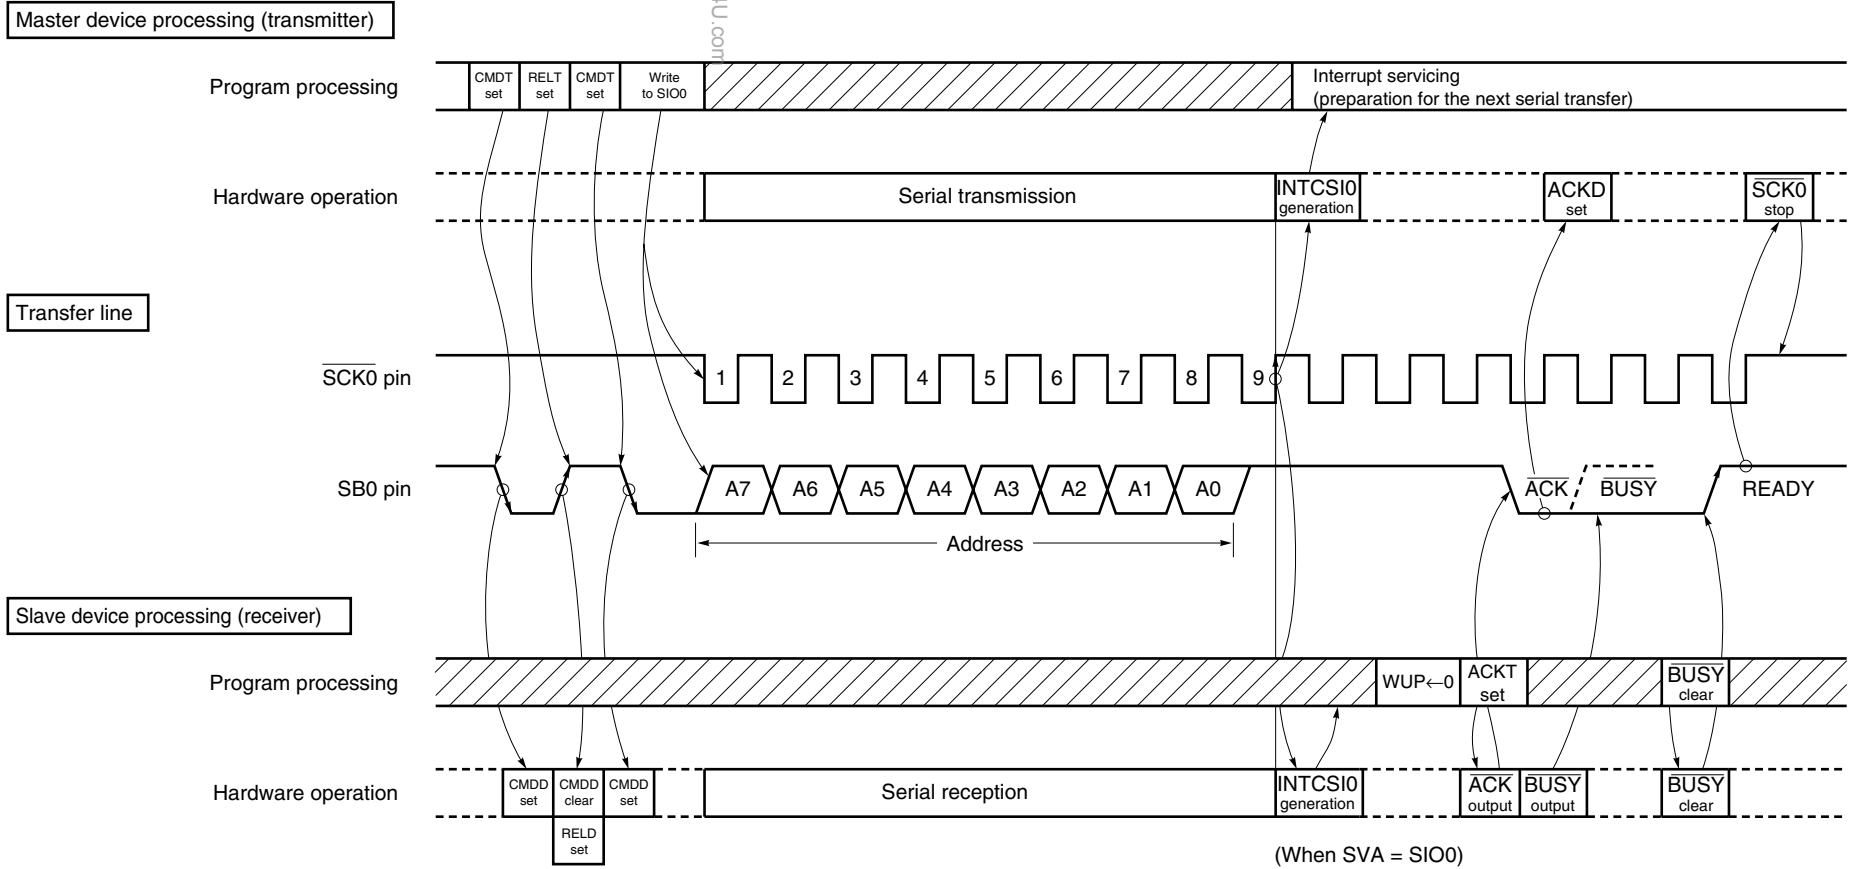 Master device processing (transmitter)
4U.com
Program processing
CMDT set
RELT set
CMDT set
Write to SIO0
Interrupt servicing
(preparation for the next serial transfer)
Hardware operation
Serial transmission
INTCSI0 generation
ACKD set
SCK0 stop
Transfer line
SCK0 pin
1 2 3 4 5 6 7 8 9
SB0 pin
A7 A6 A5 A4 A3 A2 A1 A0
ACK BUSY READY
Address
Slave device processing (receiver)
Program processing
WUP←0
ACKT set
BUSY clear
Hardware operation
CMDD set
CMDD clear
CMDD set
RELD set
Serial reception
INTCSI0 generation
ACK output
BUSY output
BUSY clear
(When SVA = SIO0)